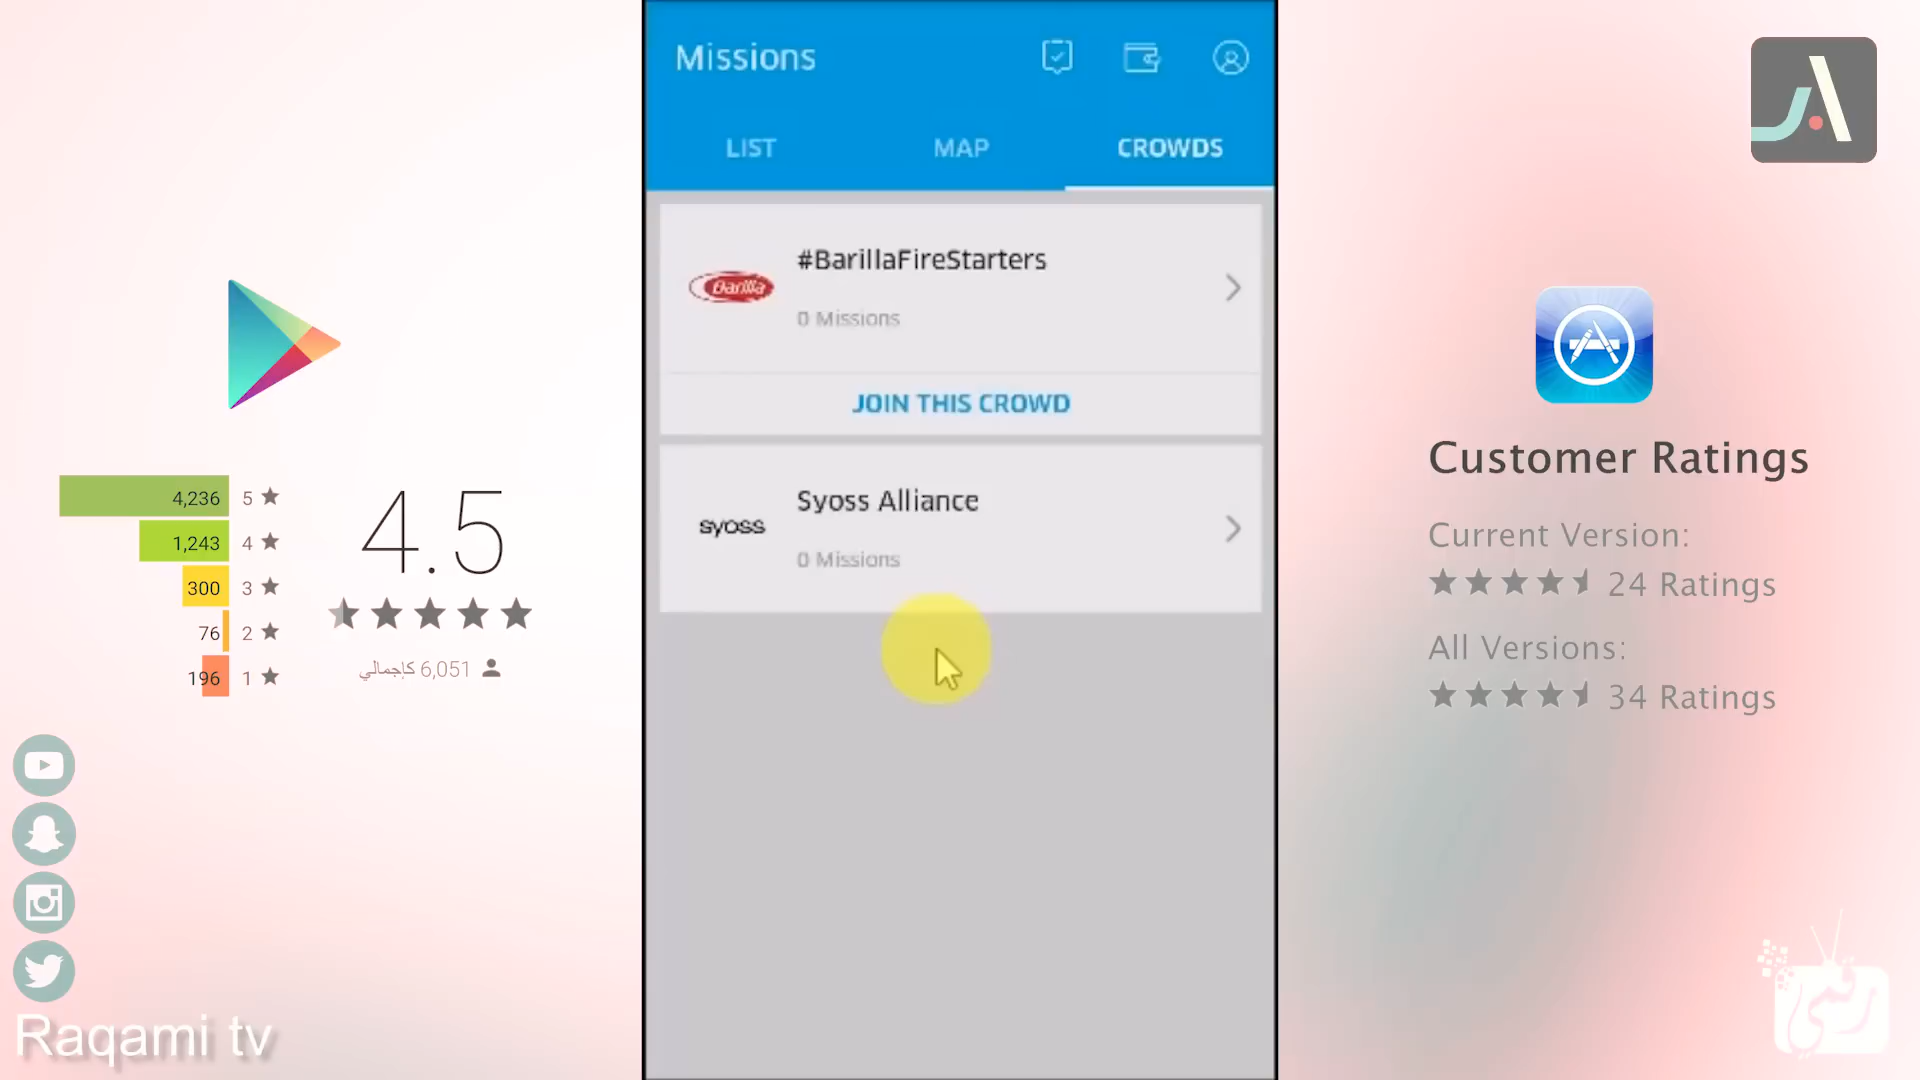 Missions
LIST
MAP
CROWDS
Barilla
#BarillaFireStarters
0 Missions
JOIN THIS CROWD
syoss
Syoss Alliance
0 Missions
4,236 5
1,243 4
300 3
76 2
196 1
4.5
6,051 كإجمالي
Customer Ratings
Current Version:
24 Ratings
All Versions:
34 Ratings
Raqami tv
رقمي